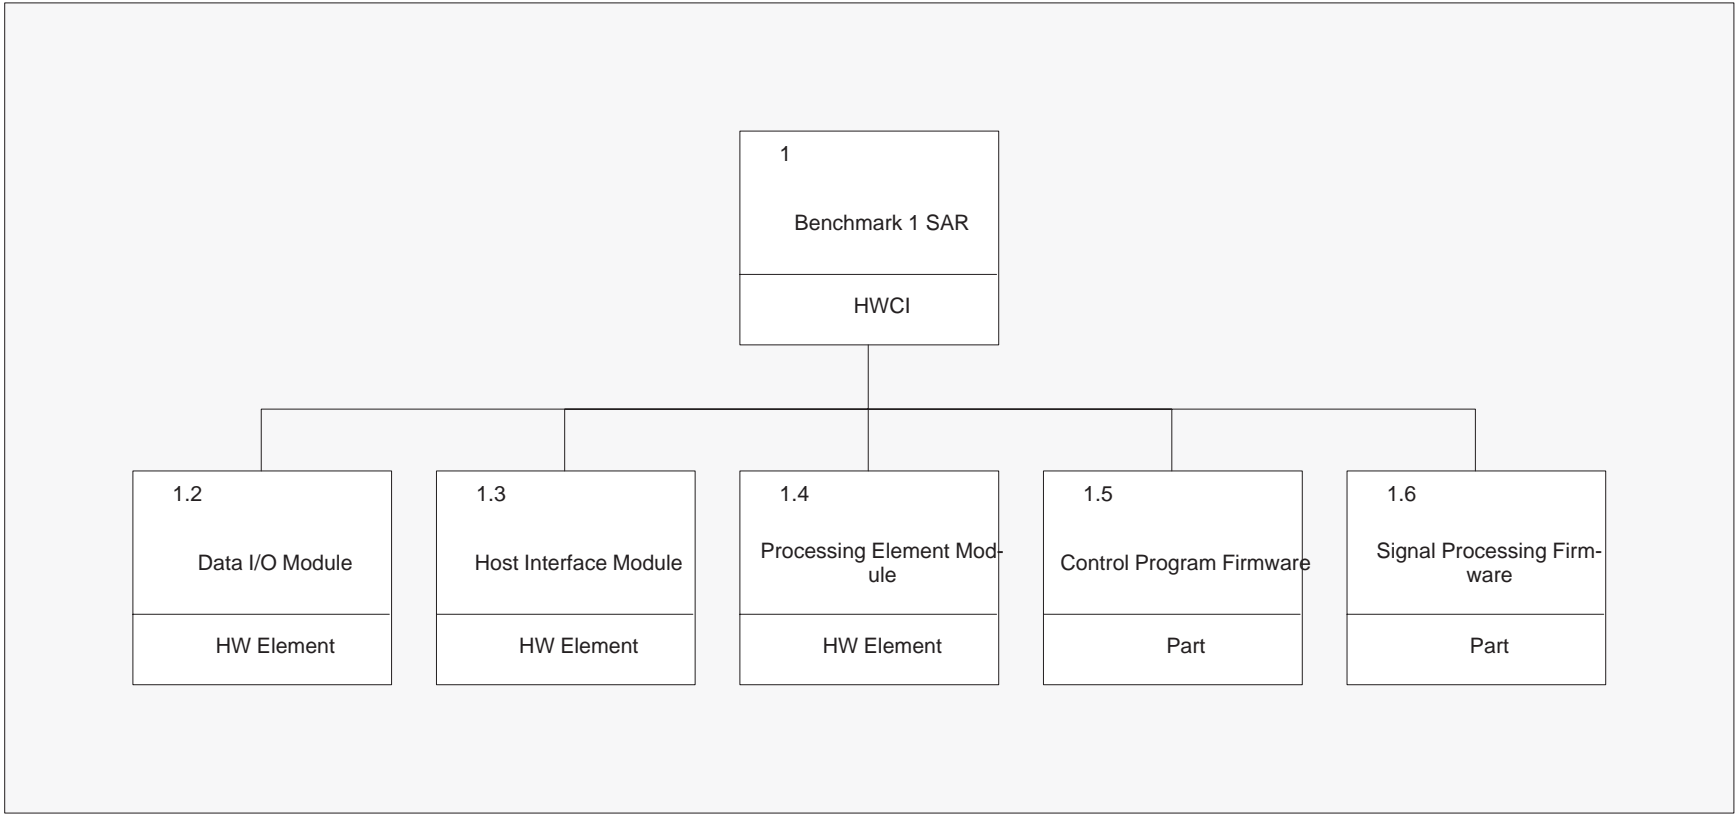 1
Benchmark 1 SAR
HWCI
1.2
Data I/O Module
HW Element
1.3
Host Interface Module
HW Element
1.4
Processing Element Mod-
ule
HW Element
1.5
Control Program Firmware
Part
1.6
Signal Processing Firm-
ware
Part